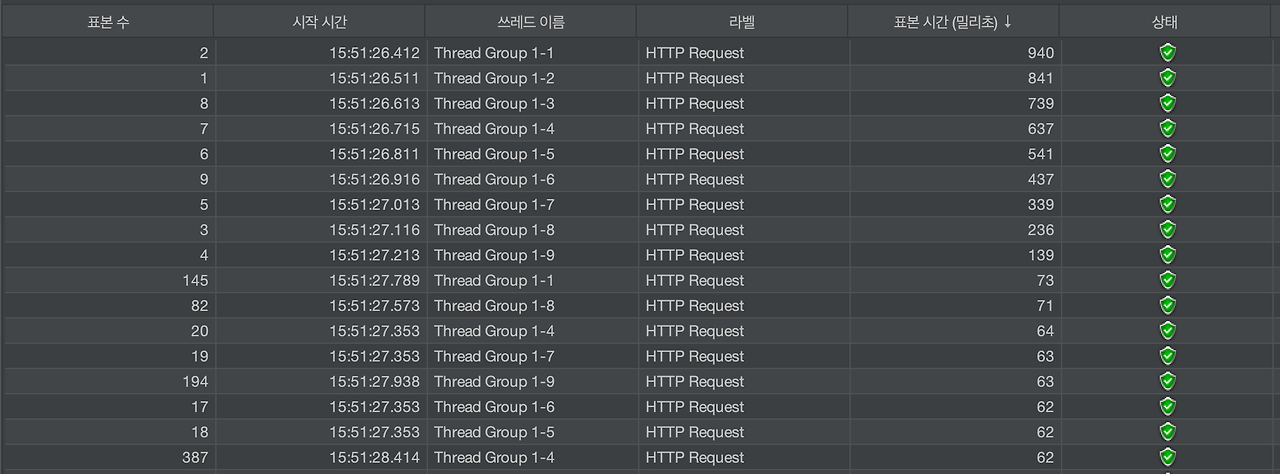 표본 수 시작 시간 쓰레드 이름 라벨 표본 시간 (밀리초) ↓ 상태
2 15:51:26.412 Thread Group 1-1 HTTP Request 940
1 15:51:26.511 Thread Group 1-2 HTTP Request 841
8 15:51:26.613 Thread Group 1-3 HTTP Request 739
7 15:51:26.715 Thread Group 1-4 HTTP Request 637
6 15:51:26.811 Thread Group 1-5 HTTP Request 541
9 15:51:26.916 Thread Group 1-6 HTTP Request 437
5 15:51:27.013 Thread Group 1-7 HTTP Request 339
3 15:51:27.116 Thread Group 1-8 HTTP Request 236
4 15:51:27.213 Thread Group 1-9 HTTP Request 139
145 15:51:27.789 Thread Group 1-1 HTTP Request 73
82 15:51:27.573 Thread Group 1-8 HTTP Request 71
20 15:51:27.353 Thread Group 1-4 HTTP Request 64
19 15:51:27.353 Thread Group 1-7 HTTP Request 63
194 15:51:27.938 Thread Group 1-9 HTTP Request 63
17 15:51:27.353 Thread Group 1-6 HTTP Request 62
18 15:51:27.353 Thread Group 1-5 HTTP Request 62
387 15:51:28.414 Thread Group 1-4 HTTP Request 62